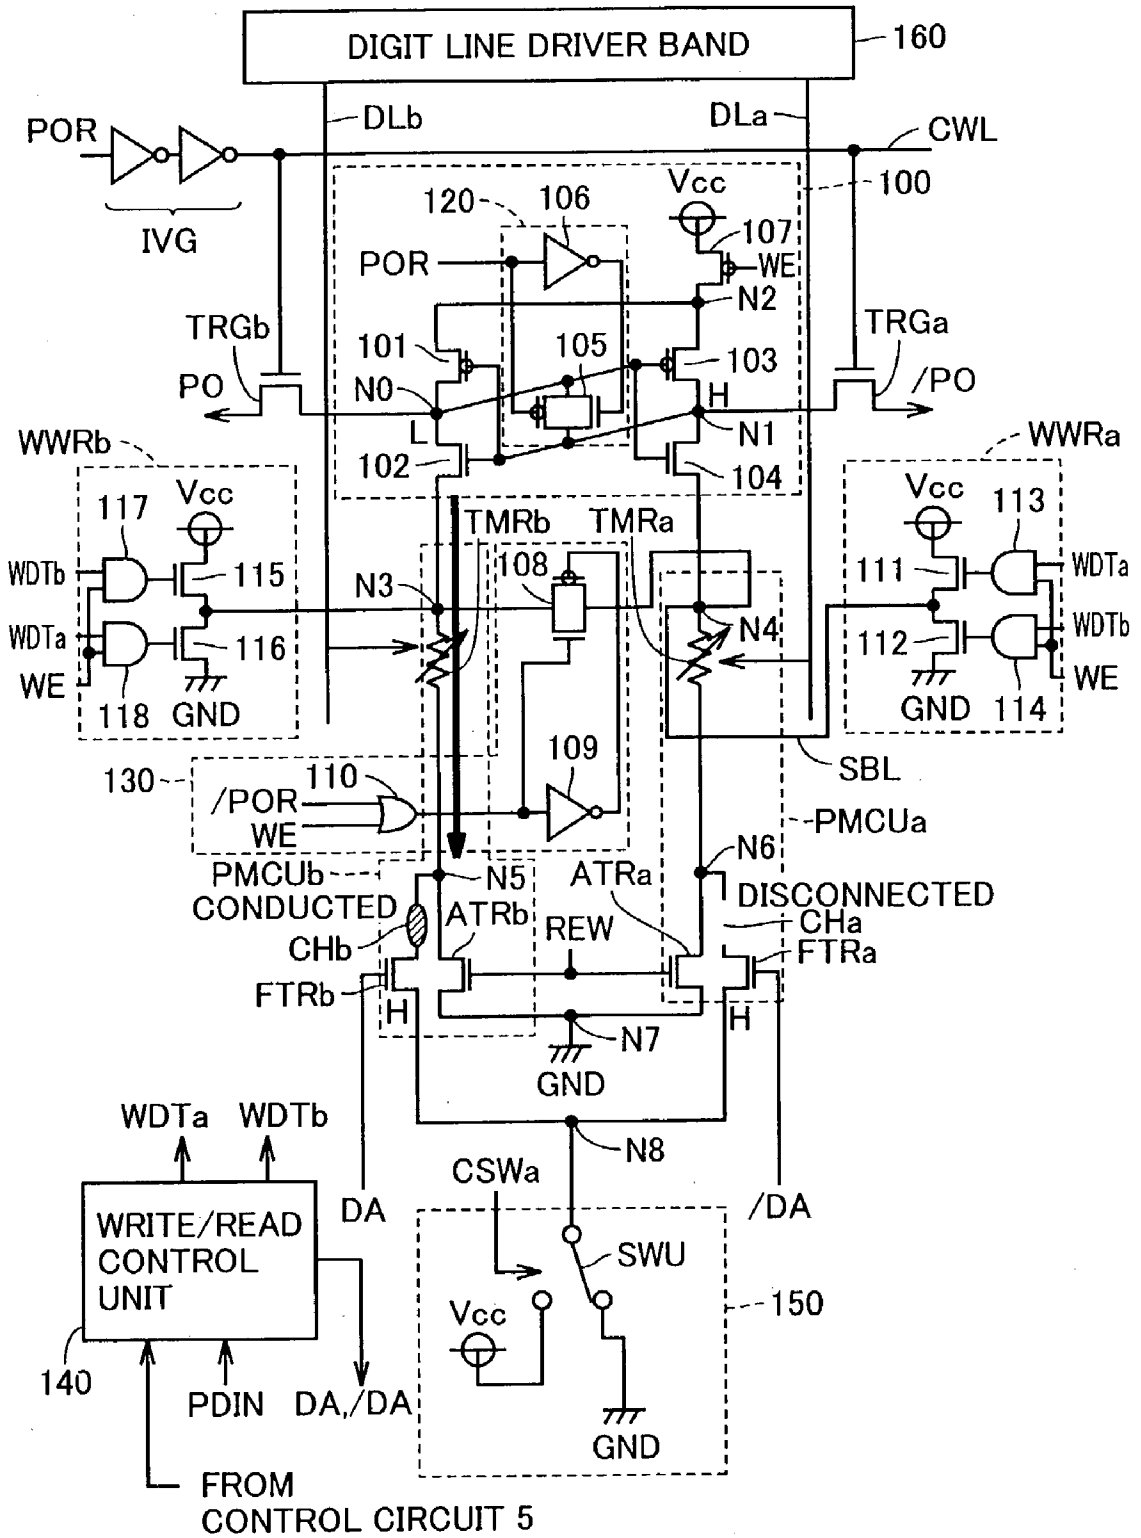 DIGIT LINE DRIVER BAND
160
DLb
DLa
POR
CWL
IVG
100
Vcc
120
106
107
POR
WE
N2
TRGb
TRGa
101
105
103
PO
N0
H
/PO
L
N1
WWRb
WWRa
102
104
Vcc
Vcc
117
113
TMRb
TMRa
WDTb
115
N3
108
111
WDTa
WDTa
116
N4
112
WDTb
WE
118
GND
GND
114
WE
130
110
109
SBL
/POR
WE
PMCUa
PMCUb
N5
N6
ATRa
CONDUCTED
DISCONNECTED
ATRb
REW
CHa
CHb
FTRa
FTRb
H
H
N7
GND
WDTa
WDTb
N8
CSWa
DA
/DA
WRITE/READ
CONTROL
UNIT
SWU
Vcc
150
140
PDIN
DA,/DA
GND
FROM
CONTROL CIRCUIT 5